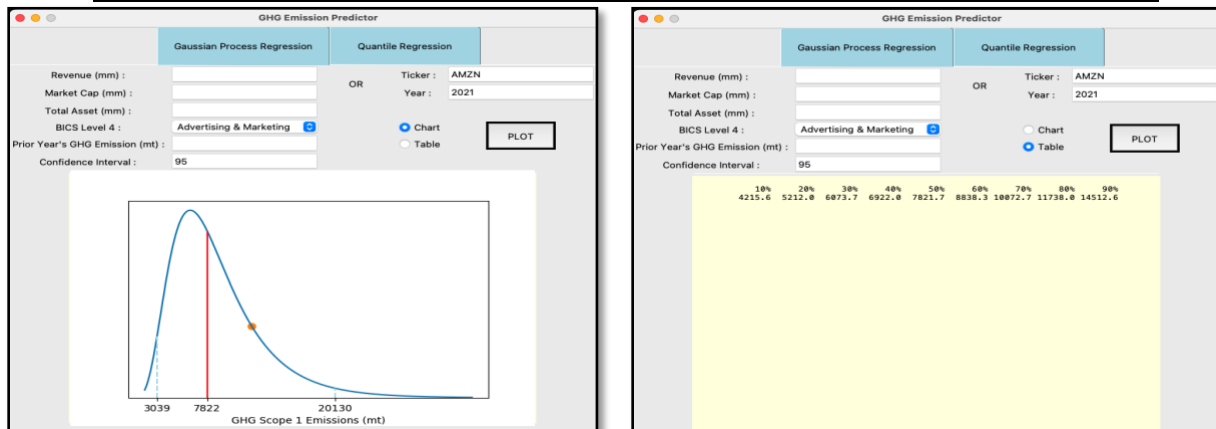 GHG Emission Predictor
Gaussian Process Regression Quantile Regression
Revenue (mm) :
Market Cap (mm) :
Total Asset (mm) :
BICS Level 4 : Advertising & Marketing
Prior Year's GHG Emission (mt) :
Confidence Interval : 95
OR
Ticker : AMZN
Year : 2021
Chart
Table
PLOT
3039 7822 20130
GHG Scope 1 Emissions (mt)
GHG Emission Predictor
Gaussian Process Regression Quantile Regression
Revenue (mm) :
Market Cap (mm) :
Total Asset (mm) :
BICS Level 4 : Advertising & Marketing
Prior Year's GHG Emission (mt) :
Confidence Interval : 95
OR
Ticker : AMZN
Year : 2021
Chart
Table
PLOT
10% 20% 30% 40% 50% 60% 70% 80% 90%
4215.6 5212.0 6073.7 6922.0 7821.7 8838.3 10072.7 11738.0 14512.6